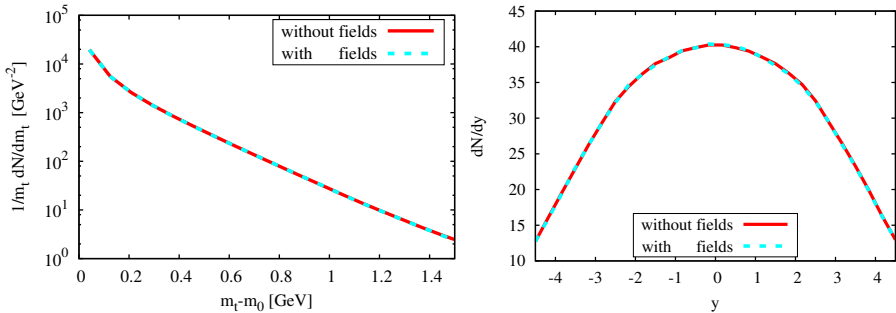 10^5
10^4
10^3
10^2
10^1
10^0
1/m_t dN/dm_t [GeV^-2]
without fields
with fields
0 0.2 0.4 0.6 0.8 1 1.2 1.4
m_t-m_0 [GeV]
45
40
35
30
25
20
15
10
dN/dy
without fields
with fields
-4 -3 -2 -1 0 1 2 3 4
y